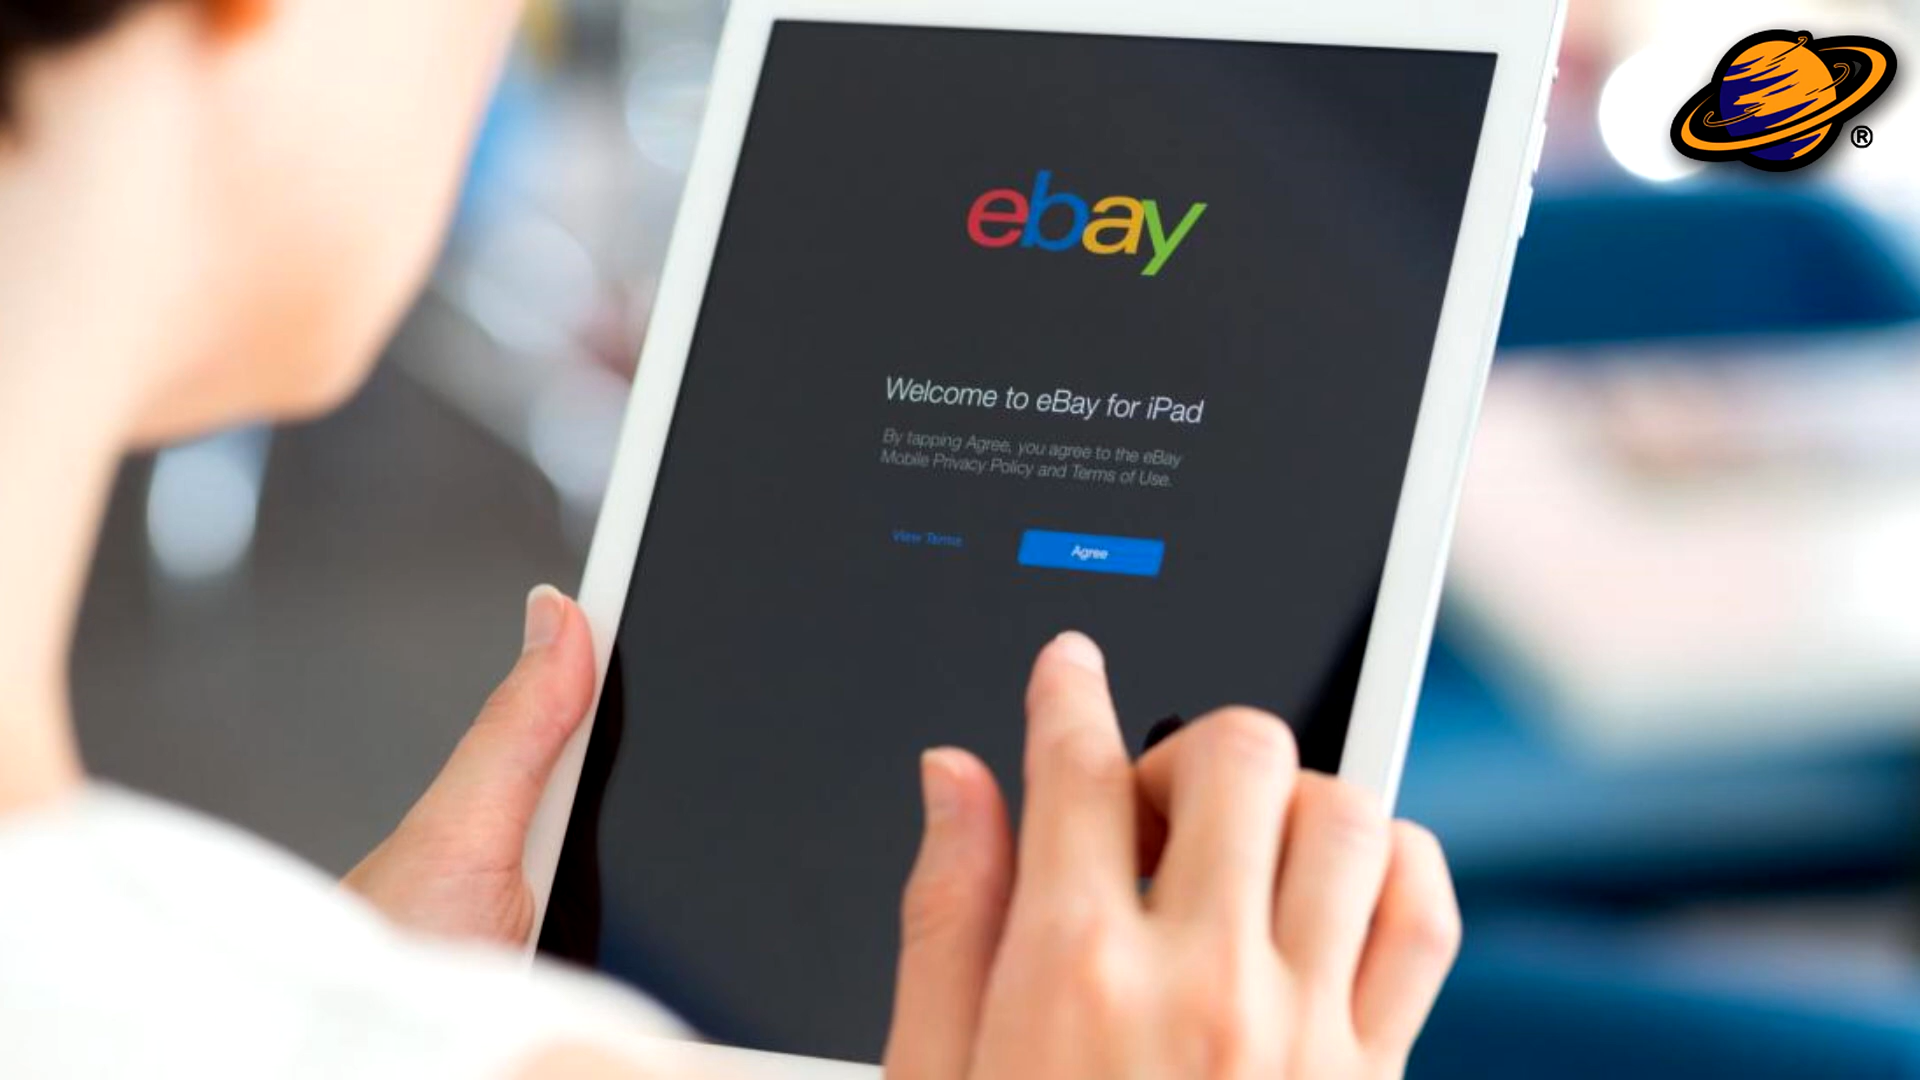 ebay
Welcome to eBay for iPad
By tapping Agree, you agree to the eBay
Mobile Privacy Policy and Terms of Use.
View Terms
Agree
®